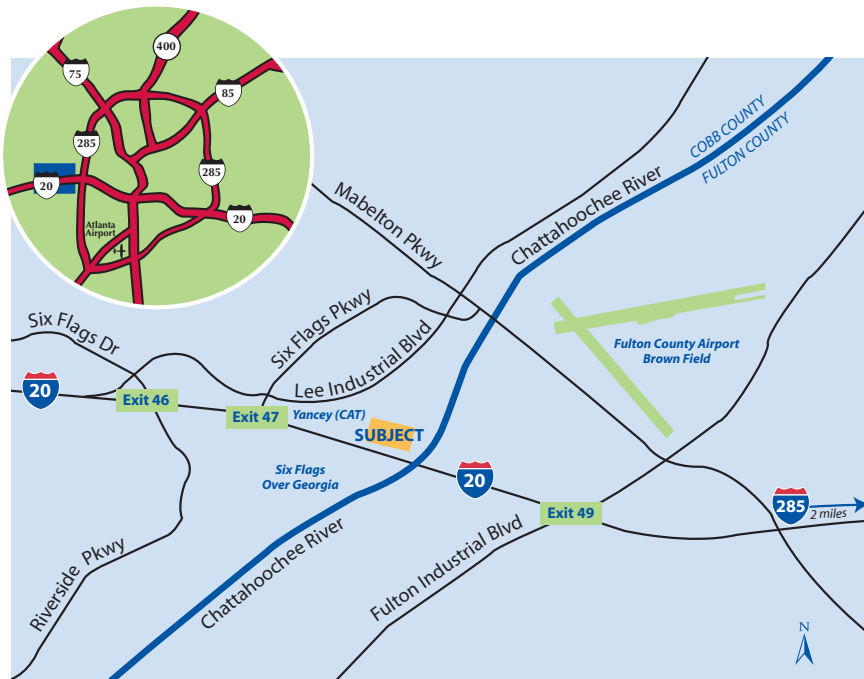 400
75
85
285
285
20
20
Atlanta
Airport
COBB COUNTY
FULTON COUNTY
Mabelton Pkwy
Chattahoochee River
Six Flags Pkwy
Six Flags Dr
Lee Industrial Blvd
Fulton County Airport
Brown Field
20
Exit 46
Exit 47
Yancey (CAT)
SUBJECT
Six Flags
Over Georgia
20
285
2 miles
Exit 49
Riverside Pkwy
Chattahoochee River
Fulton Industrial Blvd
N